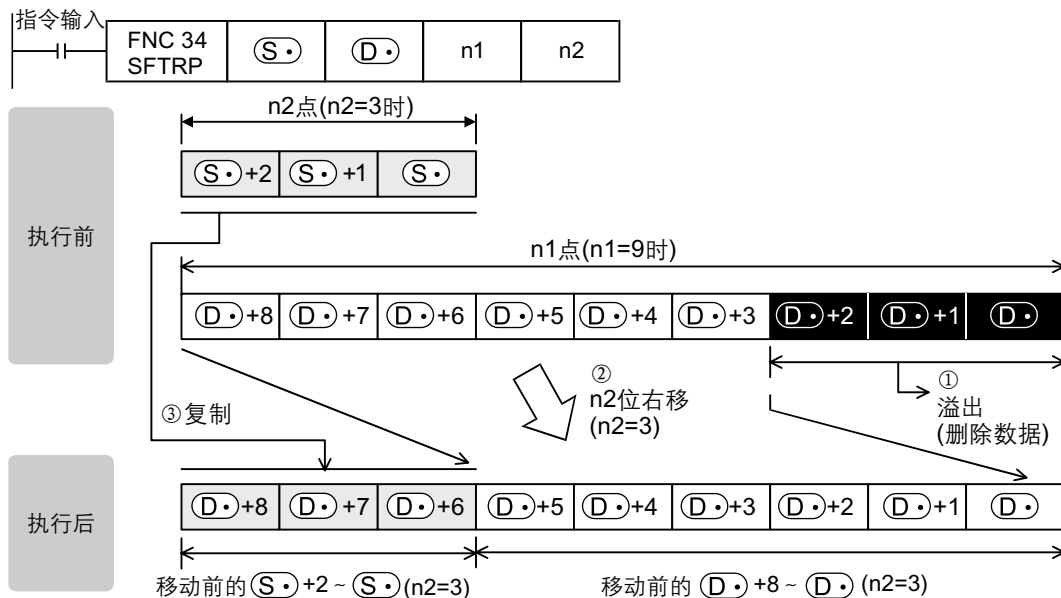 指令输入
FNC 34 SFTRP S· D· n1 n2
n2点(n2=3时)
S·+2 S·+1 S·
执行前
n1点(n1=9时)
D·+8 D·+7 D·+6 D·+5 D·+4 D·+3 D·+2 D·+1 D·
①
溢出
(删除数据)
②
n2位右移
(n2=3)
③复制
执行后
D·+8 D·+7 D·+6 D·+5 D·+4 D·+3 D·+2 D·+1 D·
移动前的 S·+2 ~ S· (n2=3)
移动前的 D·+8 ~ D· (n2=3)